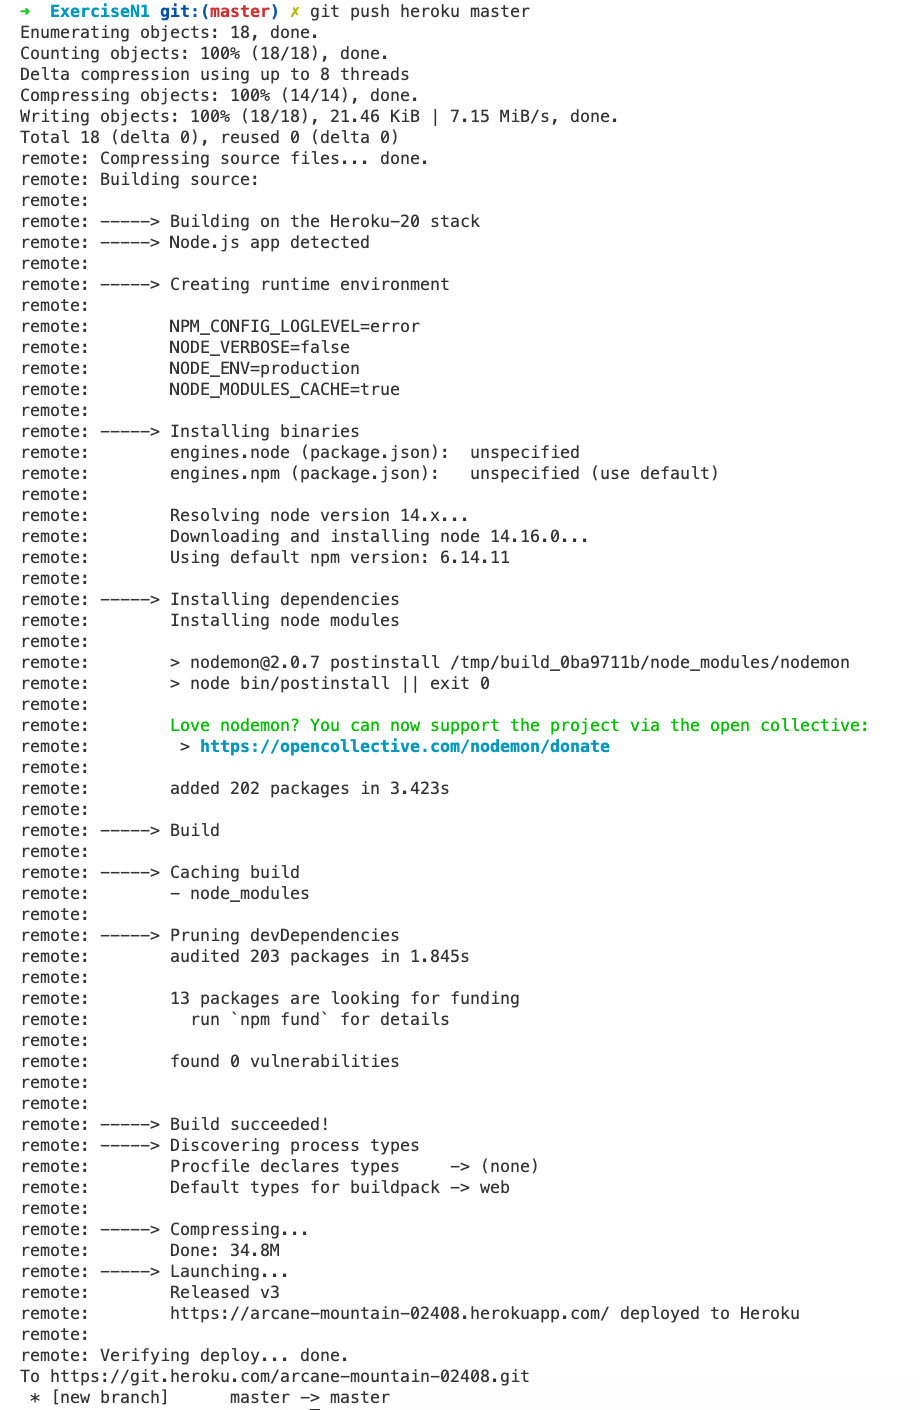 ➜  ExerciseN1 git:(master) ✗ git push heroku master
Enumerating objects: 18, done.
Counting objects: 100% (18/18), done.
Delta compression using up to 8 threads
Compressing objects: 100% (14/14), done.
Writing objects: 100% (18/18), 21.46 KiB | 7.15 MiB/s, done.
Total 18 (delta 0), reused 0 (delta 0)
remote: Compressing source files... done.
remote: Building source:
remote:
remote: -----> Building on the Heroku-20 stack
remote: -----> Node.js app detected
remote:
remote: -----> Creating runtime environment
remote:
remote:        NPM_CONFIG_LOGLEVEL=error
remote:        NODE_VERBOSE=false
remote:        NODE_ENV=production
remote:        NODE_MODULES_CACHE=true
remote:
remote: -----> Installing binaries
remote:        engines.node (package.json):  unspecified
remote:        engines.npm (package.json):   unspecified (use default)
remote:
remote:        Resolving node version 14.x...
remote:        Downloading and installing node 14.16.0...
remote:        Using default npm version: 6.14.11
remote:
remote: -----> Installing dependencies
remote:        Installing node modules
remote:
remote:        > nodemon@2.0.7 postinstall /tmp/build_0ba9711b/node_modules/nodemon
remote:        > node bin/postinstall || exit 0
remote:
remote:        Love nodemon? You can now support the project via the open collective:
remote:         > https://opencollective.com/nodemon/donate
remote:
remote:        added 202 packages in 3.423s
remote:
remote: -----> Build
remote:
remote: -----> Caching build
remote:        - node_modules
remote:
remote: -----> Pruning devDependencies
remote:        audited 203 packages in 1.845s
remote:
remote:        13 packages are looking for funding
remote:          run `npm fund` for details
remote:
remote:        found 0 vulnerabilities
remote:
remote:
remote: -----> Build succeeded!
remote: -----> Discovering process types
remote:        Procfile declares types     -> (none)
remote:        Default types for buildpack -> web
remote:
remote: -----> Compressing...
remote:        Done: 34.8M
remote: -----> Launching...
remote:        Released v3
remote:        https://arcane-mountain-02408.herokuapp.com/ deployed to Heroku
remote:
remote: Verifying deploy... done.
To https://git.heroku.com/arcane-mountain-02408.git
 * [new branch]      master -> master